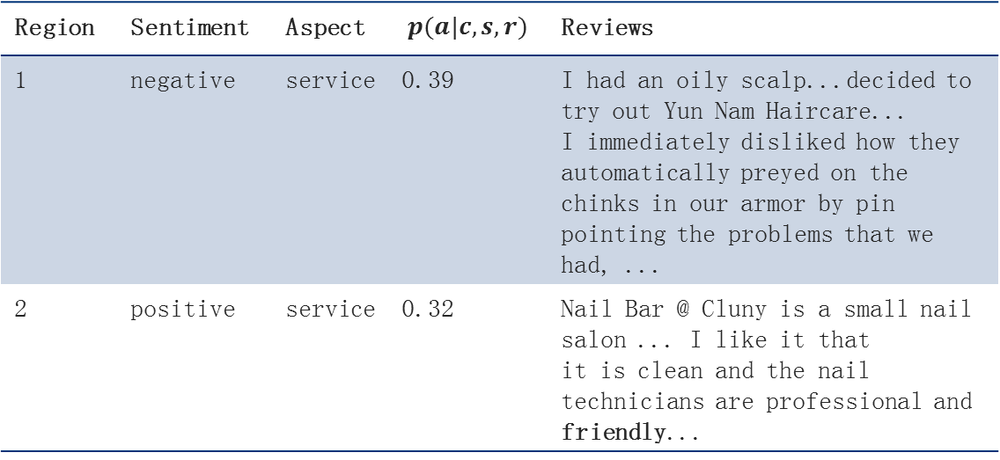 Region Sentiment Aspect p(a|c,s,r) Reviews
1 negative service 0.39 I had an oily scalp...decided to
try out Yun Nam Haircare...
I immediately disliked how they
automatically preyed on the
chinks in our armor by pin
pointing the problems that we
had, ...
2 positive service 0.32 Nail Bar @ Cluny is a small nail
salon ... I like it that
it is clean and the nail
technicians are professional and
friendly...